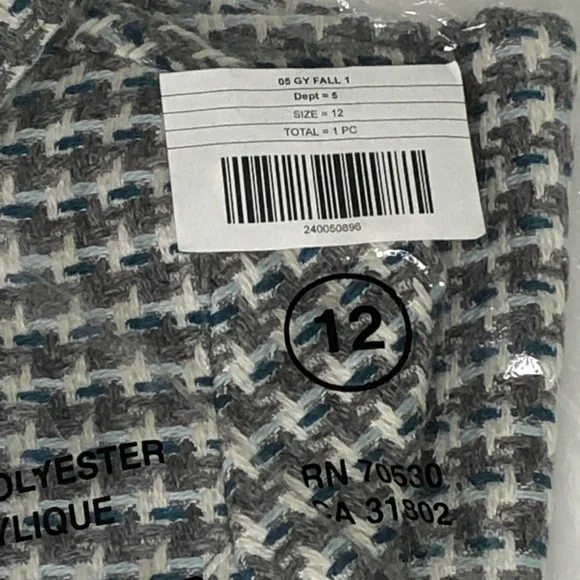 05 GY FALL 1
Dept = 5
SIZE = 12
TOTAL = 1 PC
240050896
12
OLYESTER
YLIQUE
RN 70530
CA 31802